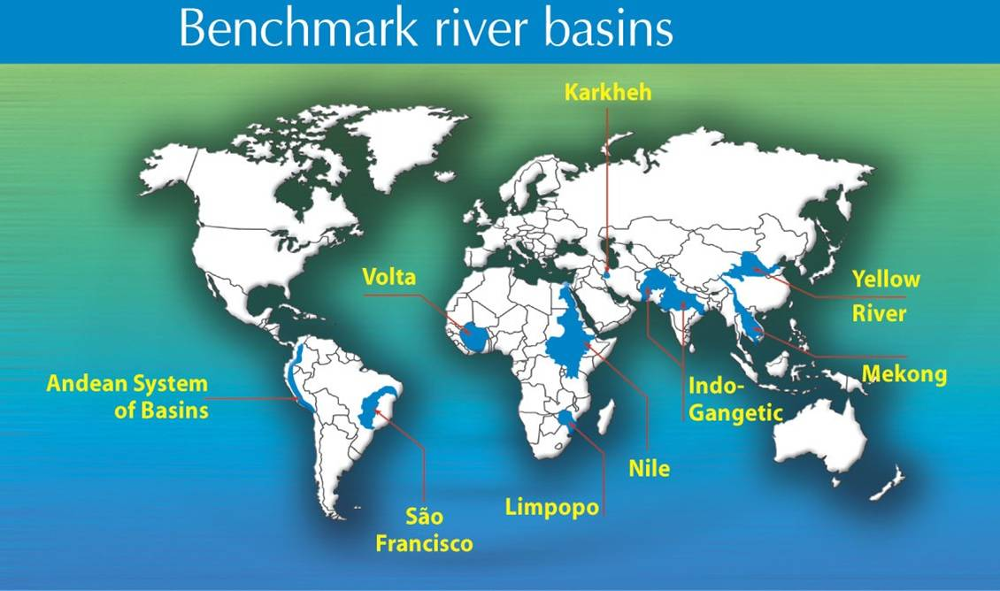 Benchmark river basins
Karkheh
Volta
Yellow
River
Mekong
Andean System
of Basins
Indo-
Gangetic
Nile
Limpopo
São
Francisco